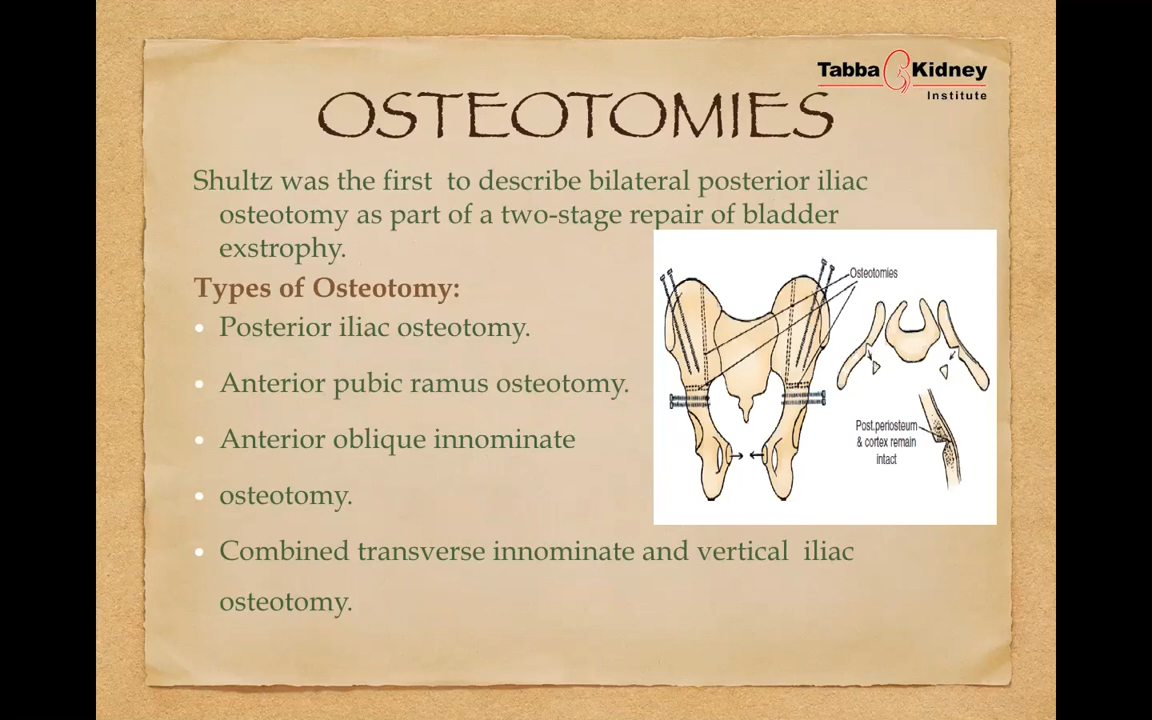 Tabba Kidney
Institute
OSTEOTOMIES
Shultz was the first to describe bilateral posterior iliac
osteotomy as part of a two-stage repair of bladder
exstrophy.
Types of Osteotomy:
• Posterior iliac osteotomy.
• Anterior pubic ramus osteotomy.
• Anterior oblique innominate
• osteotomy.
• Combined transverse innominate and vertical iliac
osteotomy.
Osteotomies
Post.periosteum
& cortex remain
intact